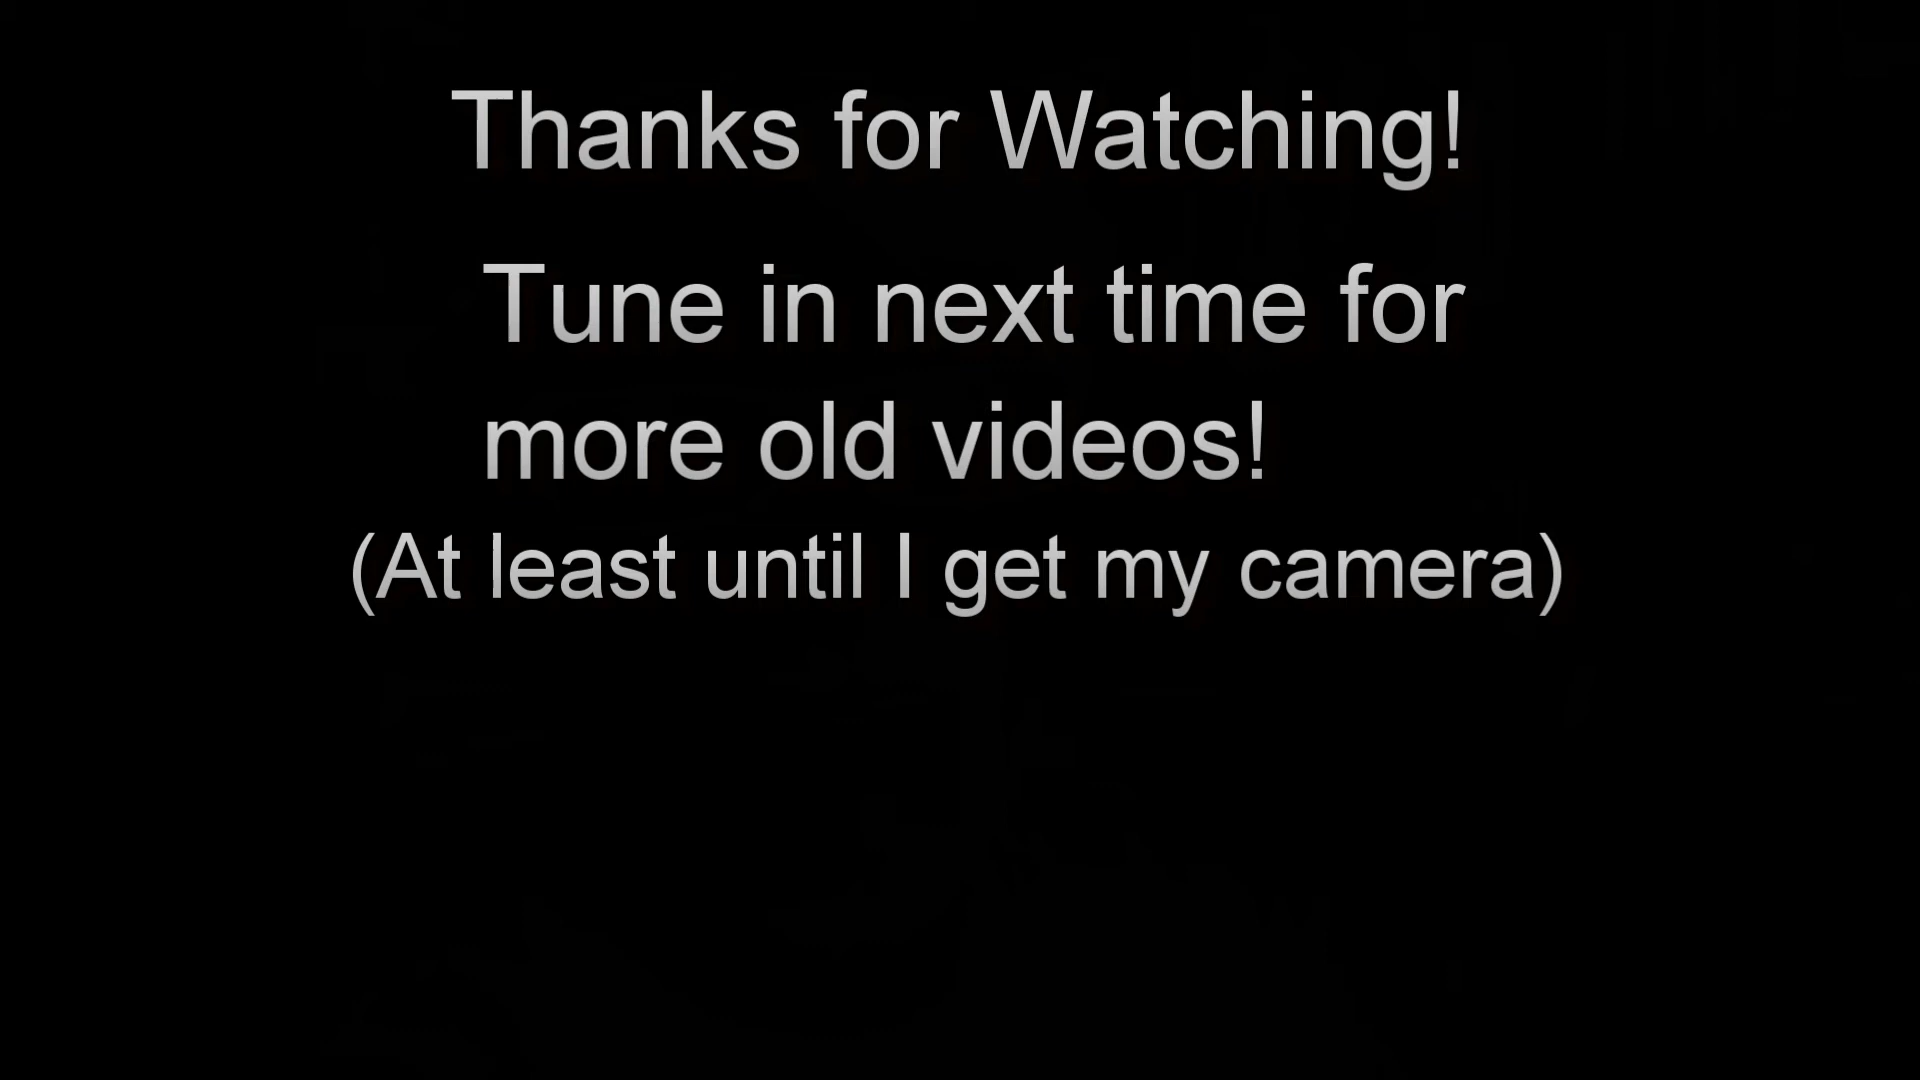 Thanks for Watching!
Tune in next time for
more old videos!
(At least until I get my camera)